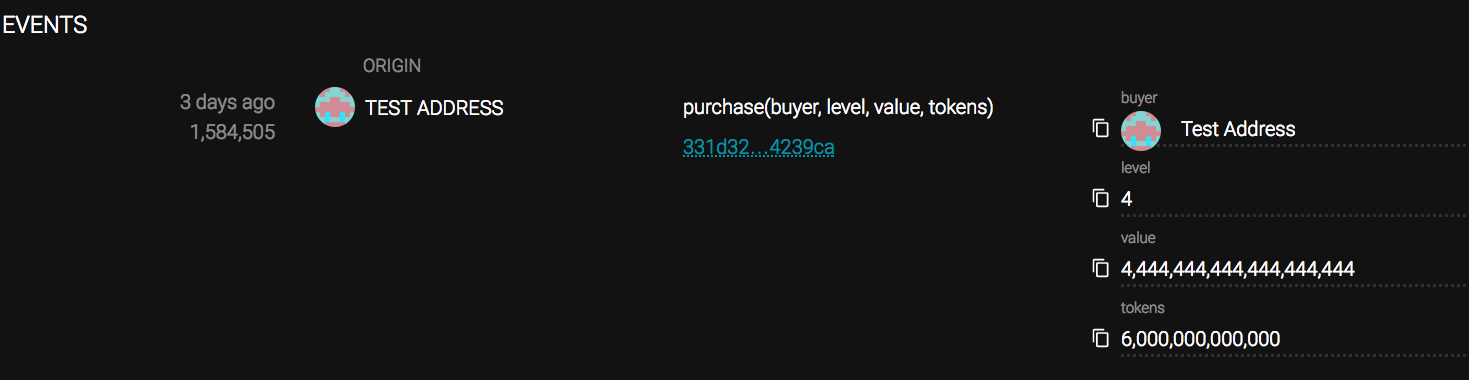 EVENTS
ORIGIN
3 days ago
1,584,505
TEST ADDRESS
purchase(buyer, level, value, tokens)
331d32...4239ca
buyer
Test Address
level
4
value
4,444,444,444,444,444,444
tokens
6,000,000,000,000